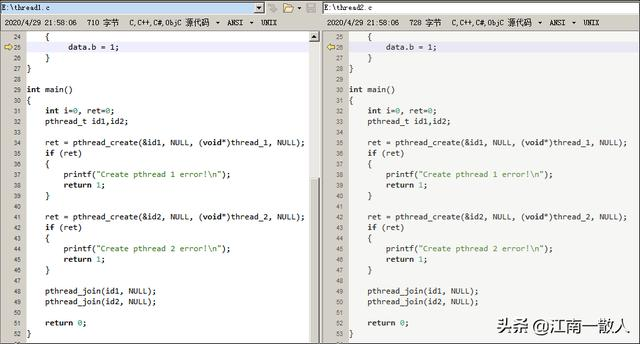 E:\thread1.c
2020/4/29 21:58:06 710 字节 C,C++,C#,ObjC 源代码 ANSI UNIX
24 {
25 data.b = 1;
26 }
27 }
28
29 int main()
30 {
31 int i=0, ret=0;
32 pthread_t id1,id2;
33
34 ret = pthread_create(&id1, NULL, (void*)thread_1, NULL);
35 if (ret)
36 {
37 printf("Create pthread 1 error!\n");
38 return 1;
39 }
40
41 ret = pthread_create(&id2, NULL, (void*)thread_2, NULL);
42 if (ret)
43 {
44 printf("Create pthread 2 error!\n");
45 return 1;
46 }
47
48 pthread_join(id1, NULL);
49 pthread_join(id2, NULL);
50
51 return 0;
52 }
E:\thread2.c
2020/4/29 21:58:06 728 字节 C,C++,C#,ObjC 源代码 ANSI UNIX
25 {
26 data.b = 1;
27 }
28 }
29
30 int main()
31 {
32 int i=0, ret=0;
33 pthread_t id1,id2;
34
35 ret = pthread_create(&id1, NULL, (void*)thread_1, NULL);
36 if (ret)
37 {
38 printf("Create pthread 1 error!\n");
39 return 1;
40 }
41
42 ret = pthread_create(&id2, NULL, (void*)thread_2, NULL);
43 if (ret)
44 {
45 printf("Create pthread 2 error!\n");
46 return 1;
47 }
48
49 pthread_join(id1, NULL);
50 pthread_join(id2, NULL);
51
52 return 0;
53 }
头条 @江南一散人